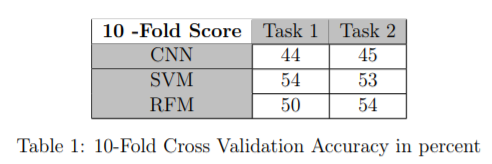 10 -Fold Score Task 1 Task 2
CNN 44 45
SVM 54 53
RFM 50 54
Table 1: 10-Fold Cross Validation Accuracy in percent